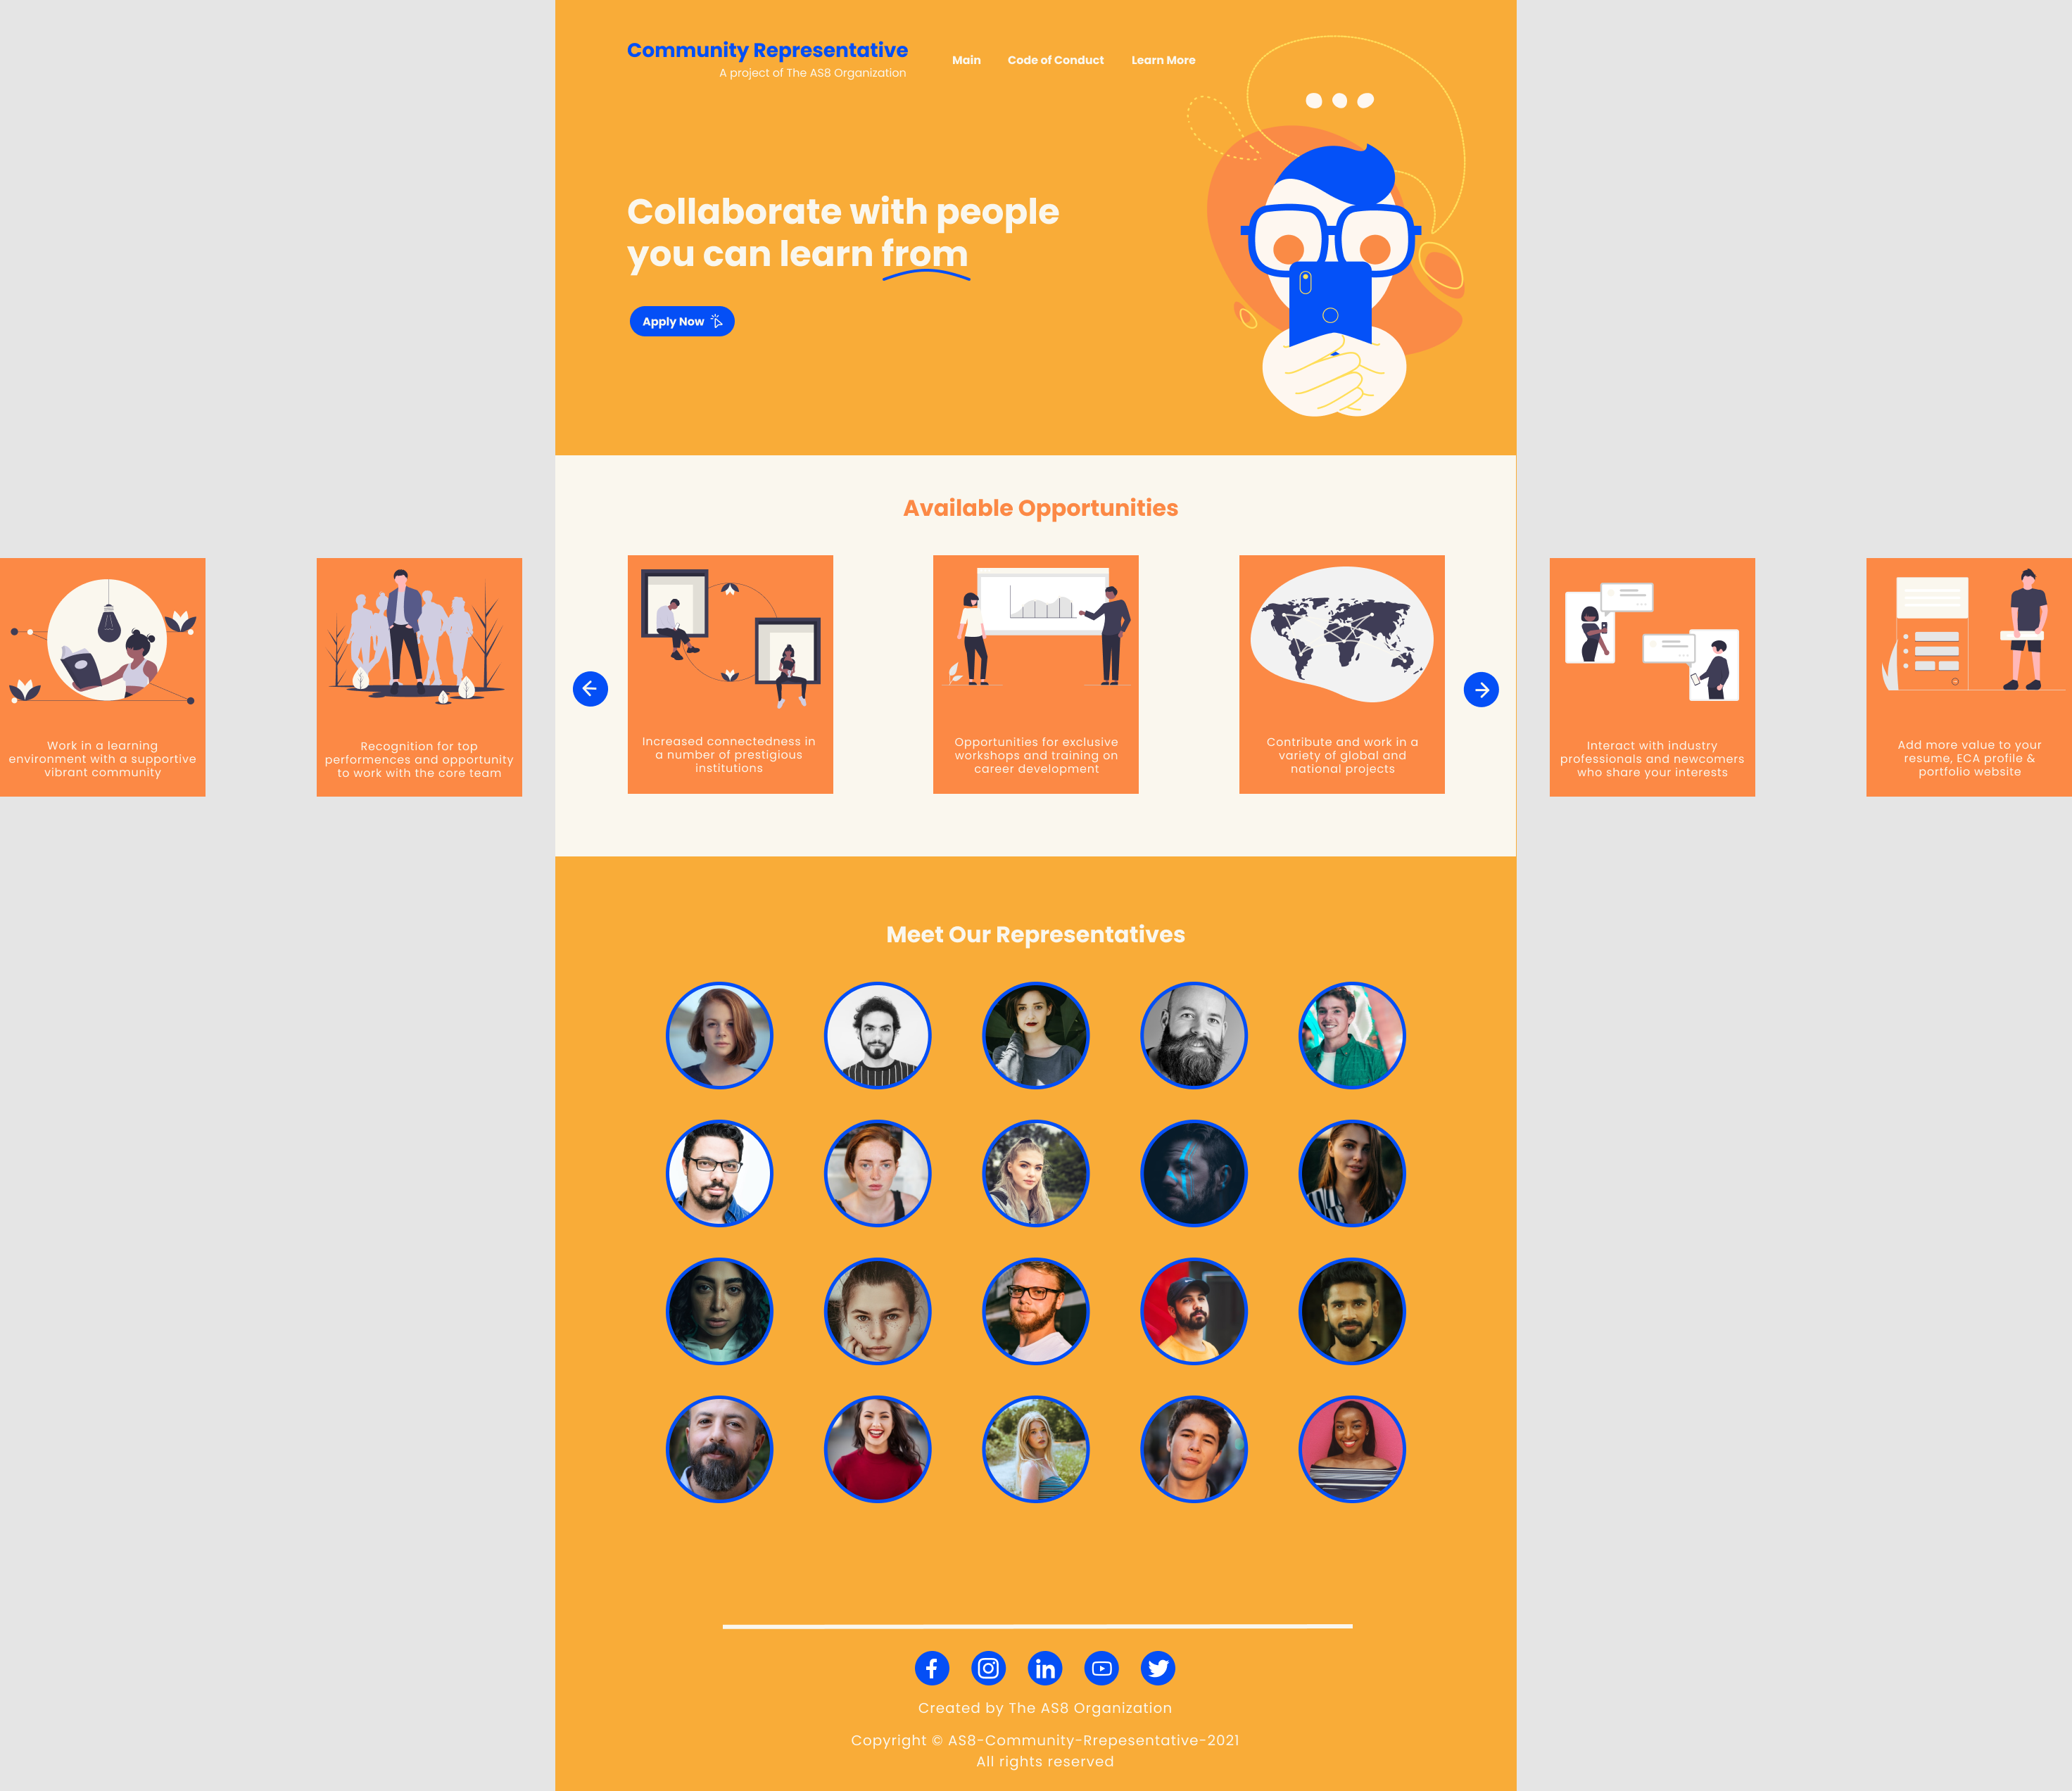 Community Representative
A project of The AS8 Organization
Main
Code of Conduct
Learn More
Collaborate with people
you can learn from
Apply Now
Available Opportunities
Work in a learning
environment with a supportive
vibrant community
Recognition for top
performences and opportunity
to work with the core team
Increased connectedness in
a number of prestigious
institutions
Opportunities for exclusive
workshops and training on
career development
Contribute and work in a
variety of global and
national projects
Interact with industry
professionals and newcomers
who share your interests
Add more value to your
resume, ECA profile &
portfolio website
Meet Our Representatives
Created by The AS8 Organization
Copyright © AS8-Community-Rrepesentative-2021
All rights reserved